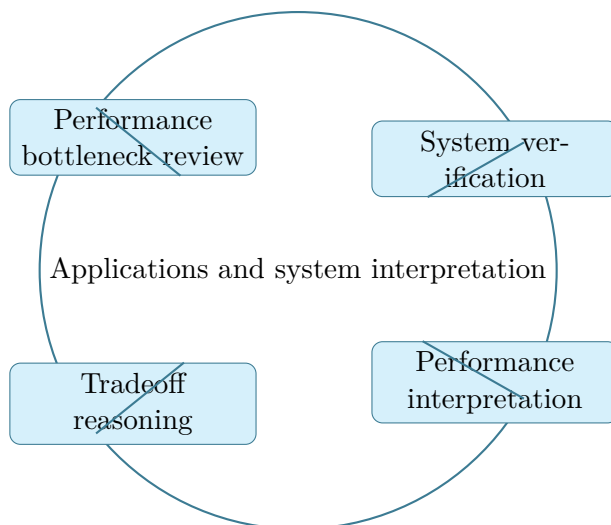 Performance
bottleneck review
System ver-
ification
Applications and system interpretation
Tradeoff
reasoning
Performance
interpretation